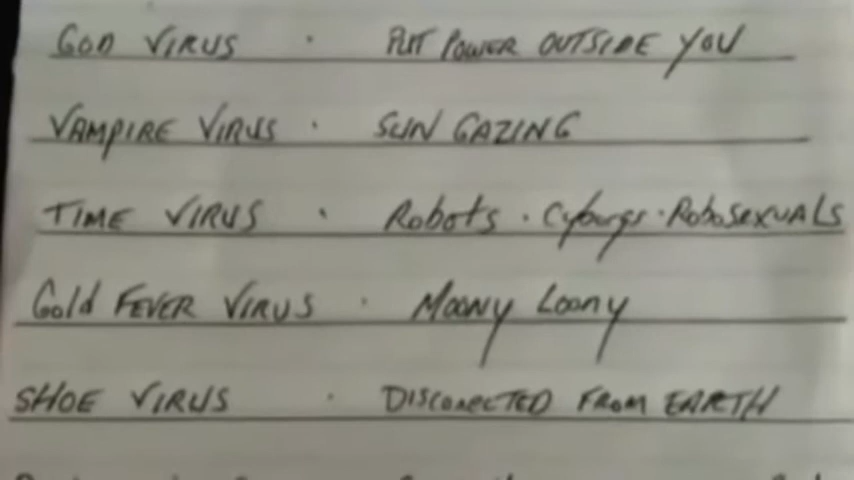 GOD VIRUS · PUT POWER OUTSIDE YOU
VAMPIRE VIRUS · SUN GAZING
TIME VIRUS · Robots · Cyborgs · ROBOSEXUALS
Gold FEVER VIRUS · Moony Loony
SHOE VIRUS · DISCONECTED FROM EARTH